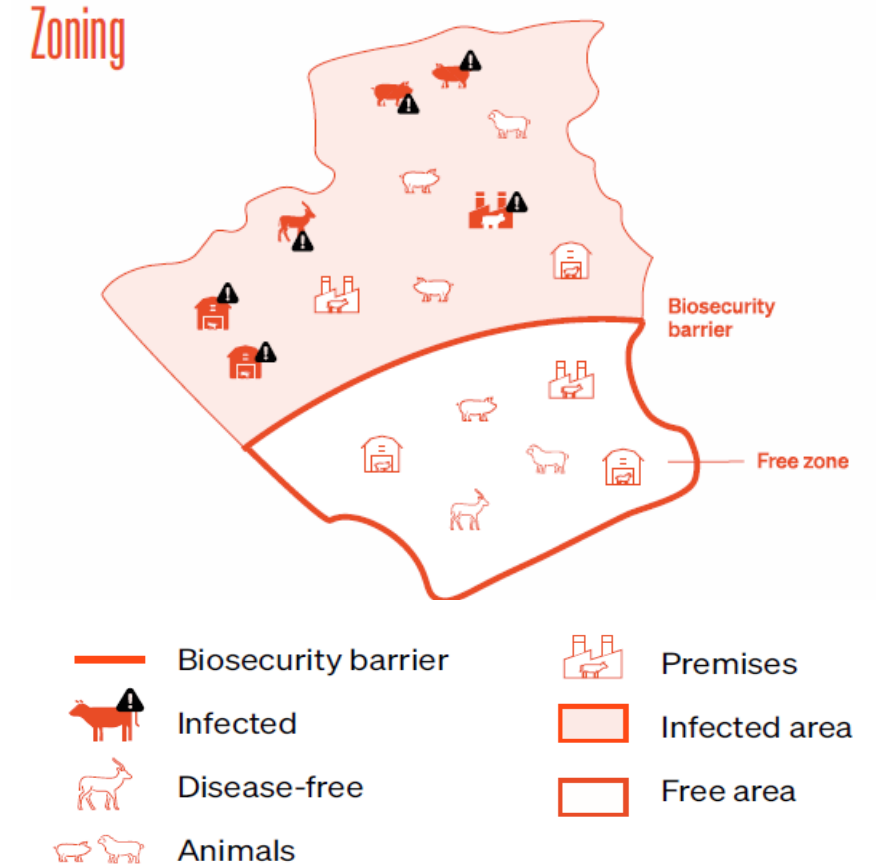 Zoning
Biosecurity
barrier
Free zone
Biosecurity barrier
Infected
Disease-free
Animals
Premises
Infected area
Free area